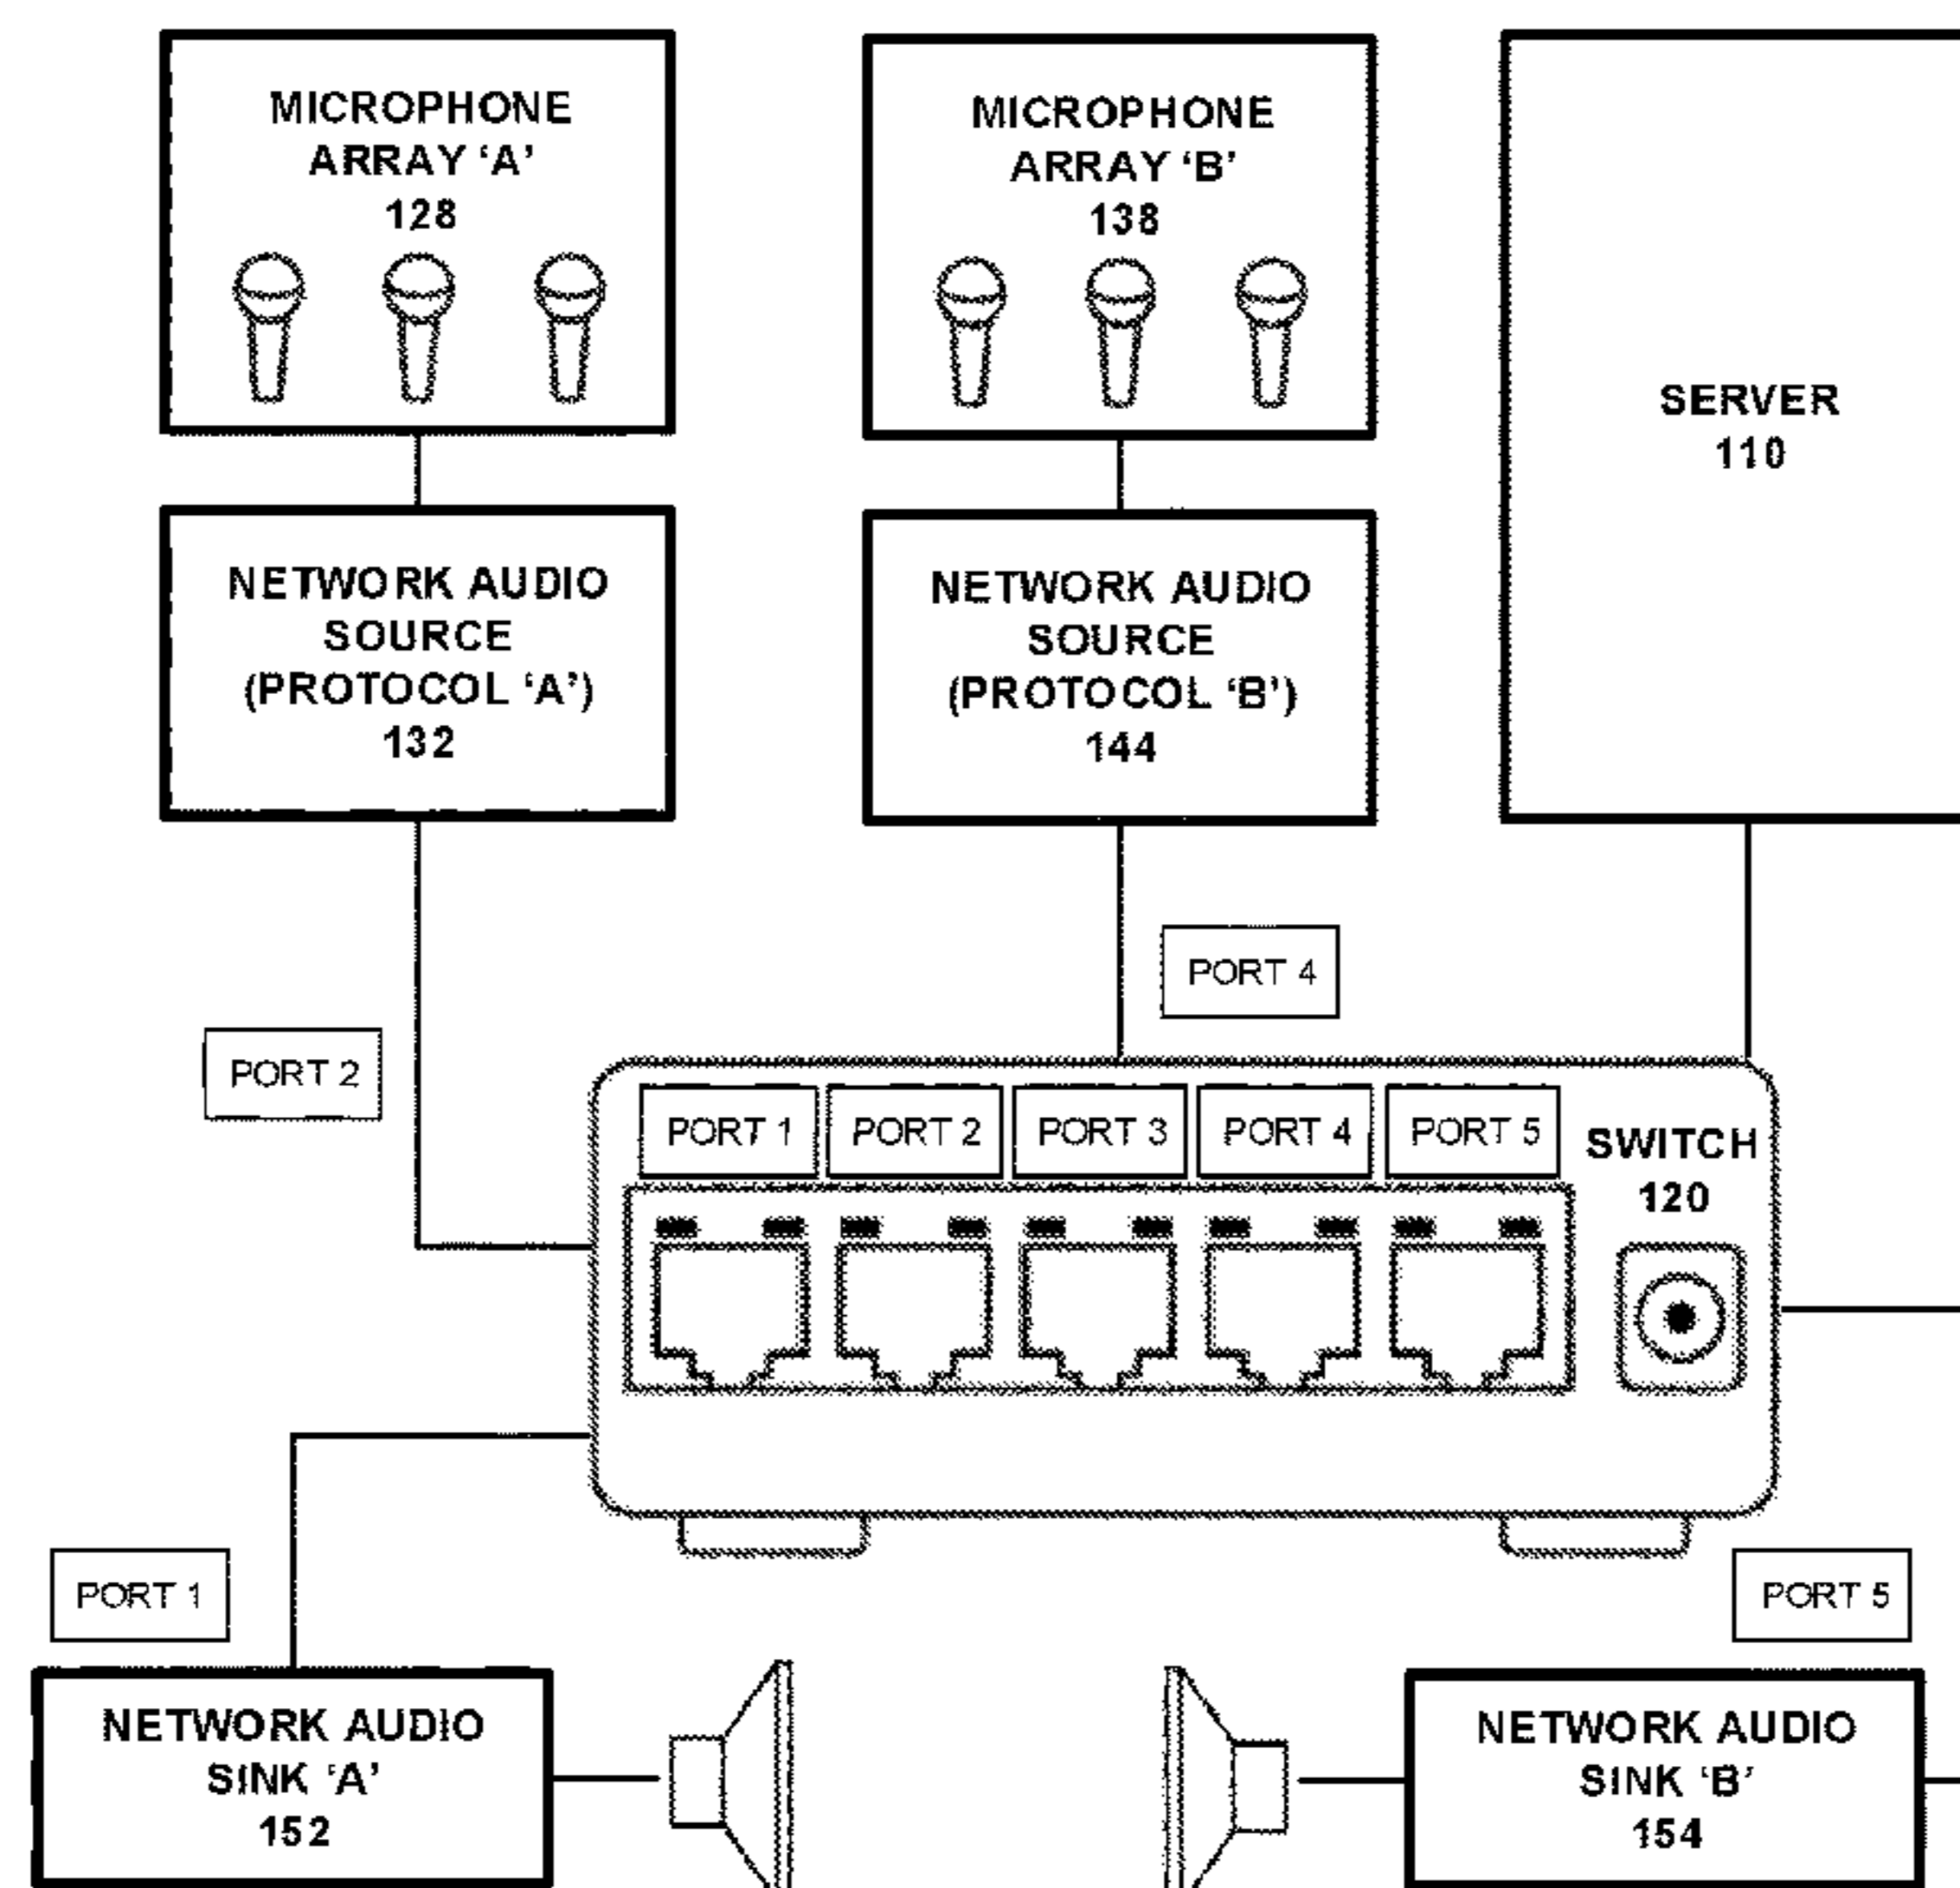 MICROPHONE
ARRAY ‘A’
128
MICROPHONE
ARRAY ‘B’
138
SERVER
110
NETWORK AUDIO
SOURCE
(PROTOCOL ‘A’)
132
NETWORK AUDIO
SOURCE
(PROTOCOL ‘B’)
144
PORT 4
PORT 2
PORT 1
PORT 2
PORT 3
PORT 4
PORT 5
SWITCH
120
PORT 1
PORT 5
NETWORK AUDIO
SINK ‘A’
152
NETWORK AUDIO
SINK ‘B’
154